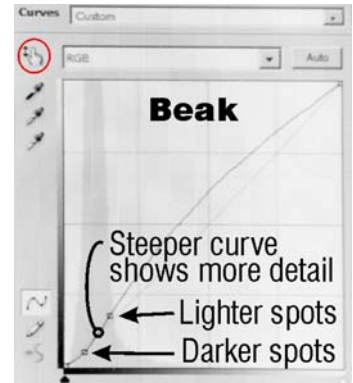 Curves Custom
RGB Auto
Beak
Steeper curve
shows more detail
Lighter spots
Darker spots